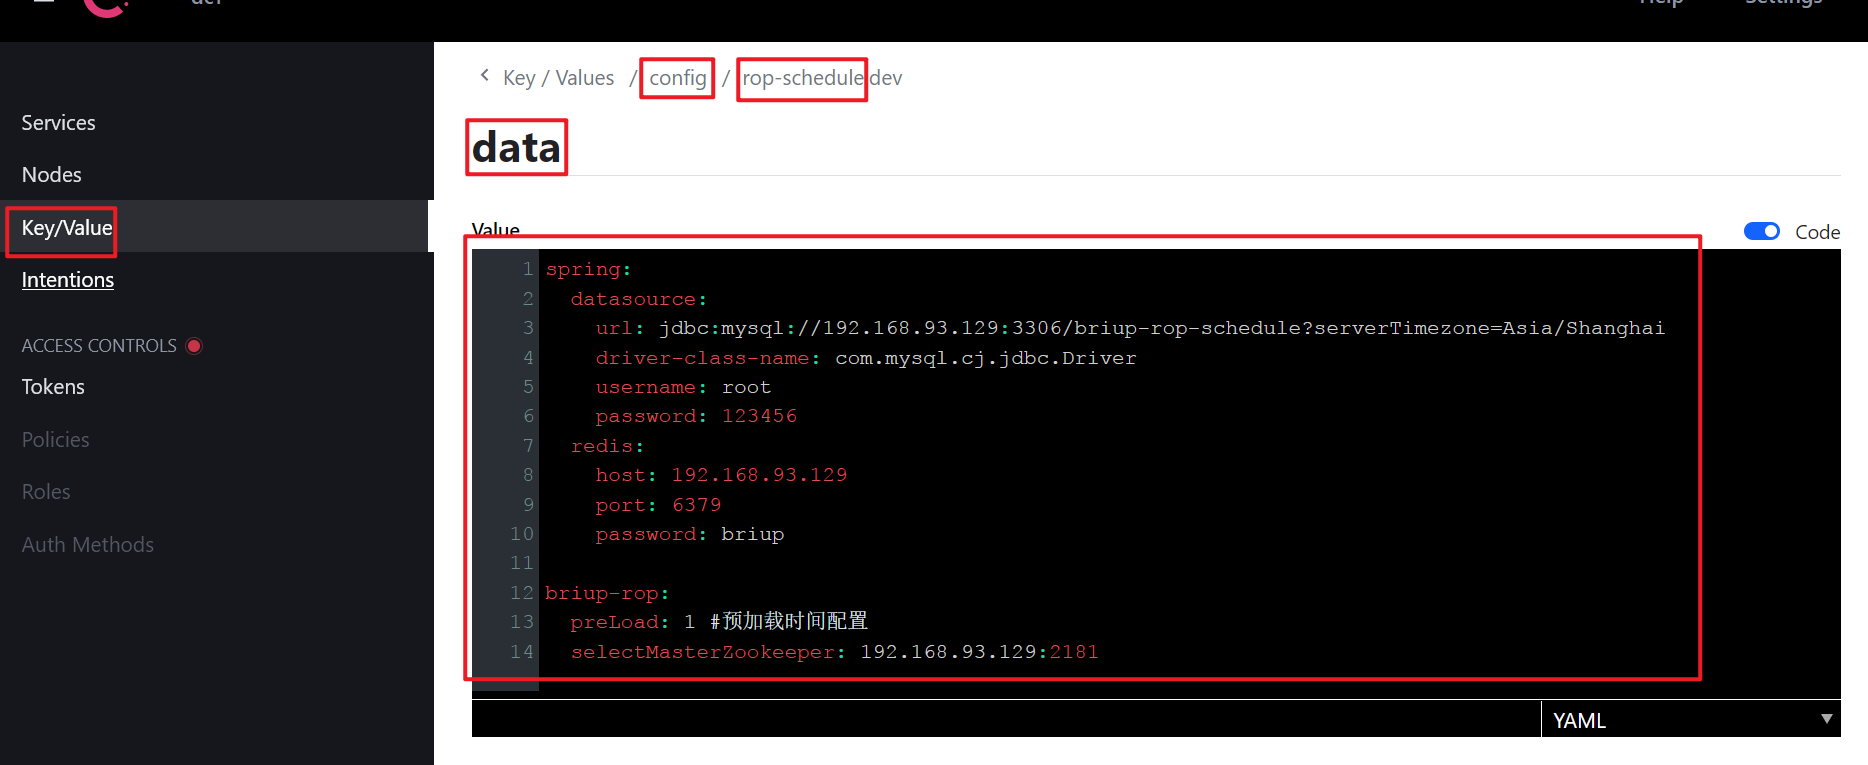 Key / Values / config / rop-schedule dev
data
Services
Nodes
Key/Value
Intentions
ACCESS CONTROLS
Tokens
Policies
Roles
Auth Methods
Value
Code
1 spring:
2 datasource:
3 url: jdbc:mysql://192.168.93.129:3306/briup-rop-schedule?serverTimezone=Asia/Shanghai
4 driver-class-name: com.mysql.cj.jdbc.Driver
5 username: root
6 password: 123456
7 redis:
8 host: 192.168.93.129
9 port: 6379
10 password: briup
11
12 briup-rop:
13 preLoad: 1 #预加载时间配置
14 selectMasterZookeeper: 192.168.93.129:2181
YAML